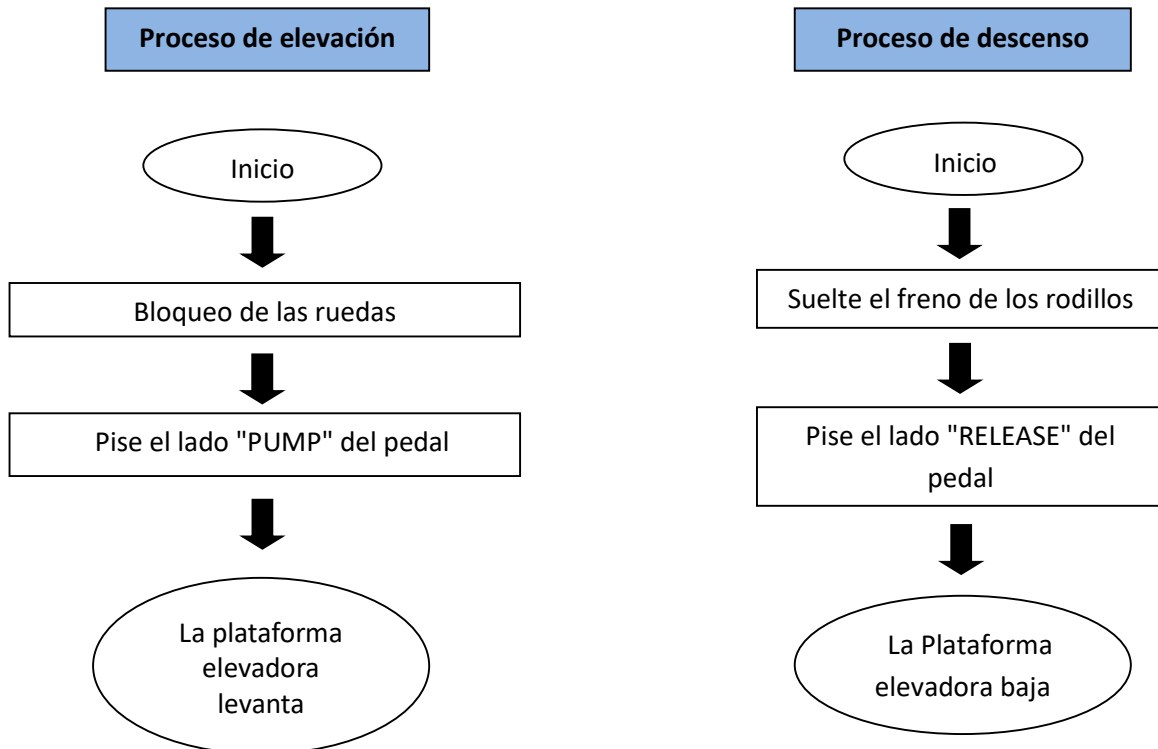 Proceso de elevación
Inicio
Bloqueo de las ruedas
Pise el lado "PUMP" del pedal
La plataforma
elevadora
levanta
Proceso de descenso
Inicio
Suelte el freno de los rodillos
Pise el lado "RELEASE" del
pedal
La Plataforma
elevadora baja